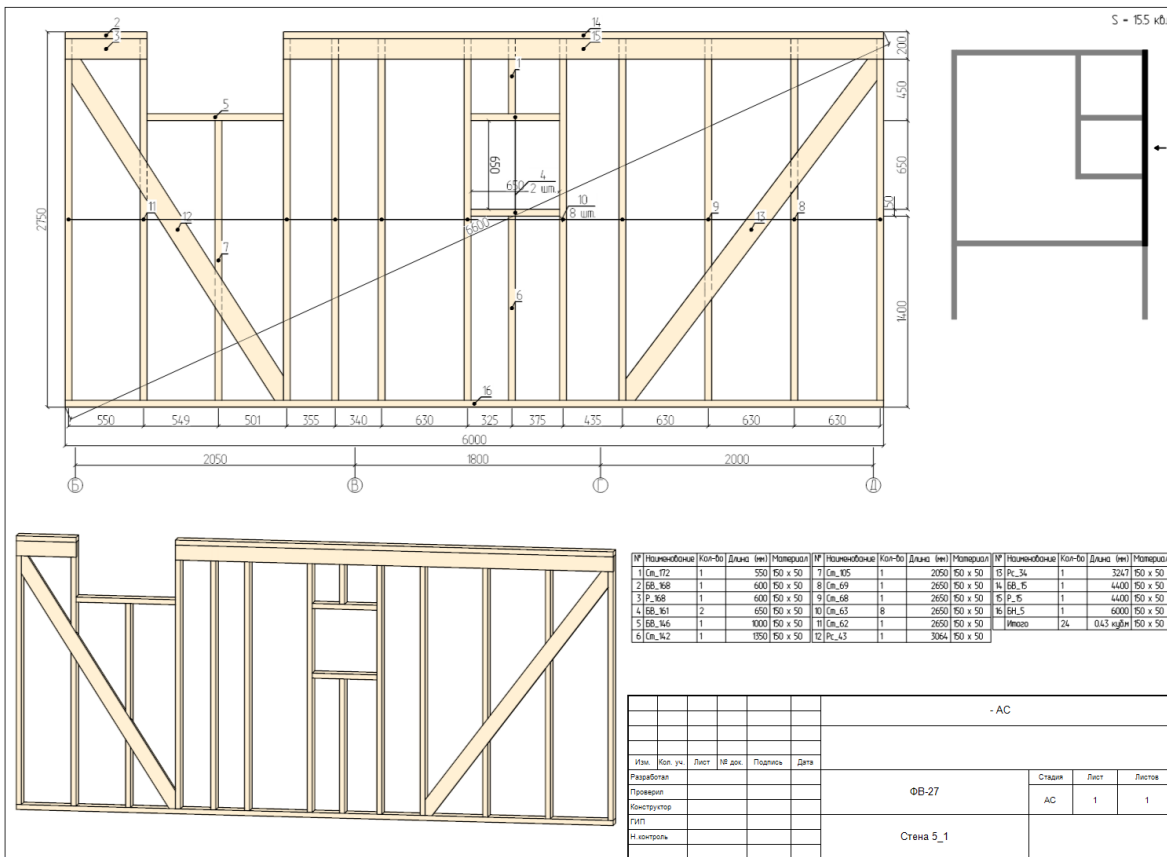 S - 15.5 кв.
2
3
14
15
1
5
4
2 шт.
10
8 шт.
11
12
7
9
13
8
6
16
650
650
6600
2750
200
450
650
50
1400
550 549 501 355 340 630 325 375 435 630 630 630
6000
2050 1800 2000
Б В Г Д
№ Наименование Кол-во Длина (мм) Материал № Наименование Кол-во Длина (мм) Материал № Наименование Кол-во Длина (мм) Материал
1 Ст_172 1 550 150 x 50 7 Ст_105 1 2050 150 x 50 13 Рс_34 1 3247 150 x 50
2 БВ_168 1 600 150 x 50 8 Ст_69 1 2650 150 x 50 14 БВ_15 1 4400 150 x 50
3 Р_168 1 600 150 x 50 9 Ст_68 1 2650 150 x 50 15 Р_15 1 4400 150 x 50
4 БВ_161 2 650 150 x 50 10 Ст_63 8 2650 150 x 50 16 БН_5 1 6000 150 x 50
5 БВ_146 1 1000 150 x 50 11 Ст_62 1 2650 150 x 50 Итого 24 0.43 кубм 150 x 50
6 Ст_142 1 1350 150 x 50 12 Рс_43 1 3064 150 x 50
- АС
Изм. Кол. уч. Лист № док. Подпись Дата
Разработал
Проверил
Конструктор
ГИП
Н.контроль
ФВ-27
Стадия Лист Листов
АС 1 1
Стена 5_1